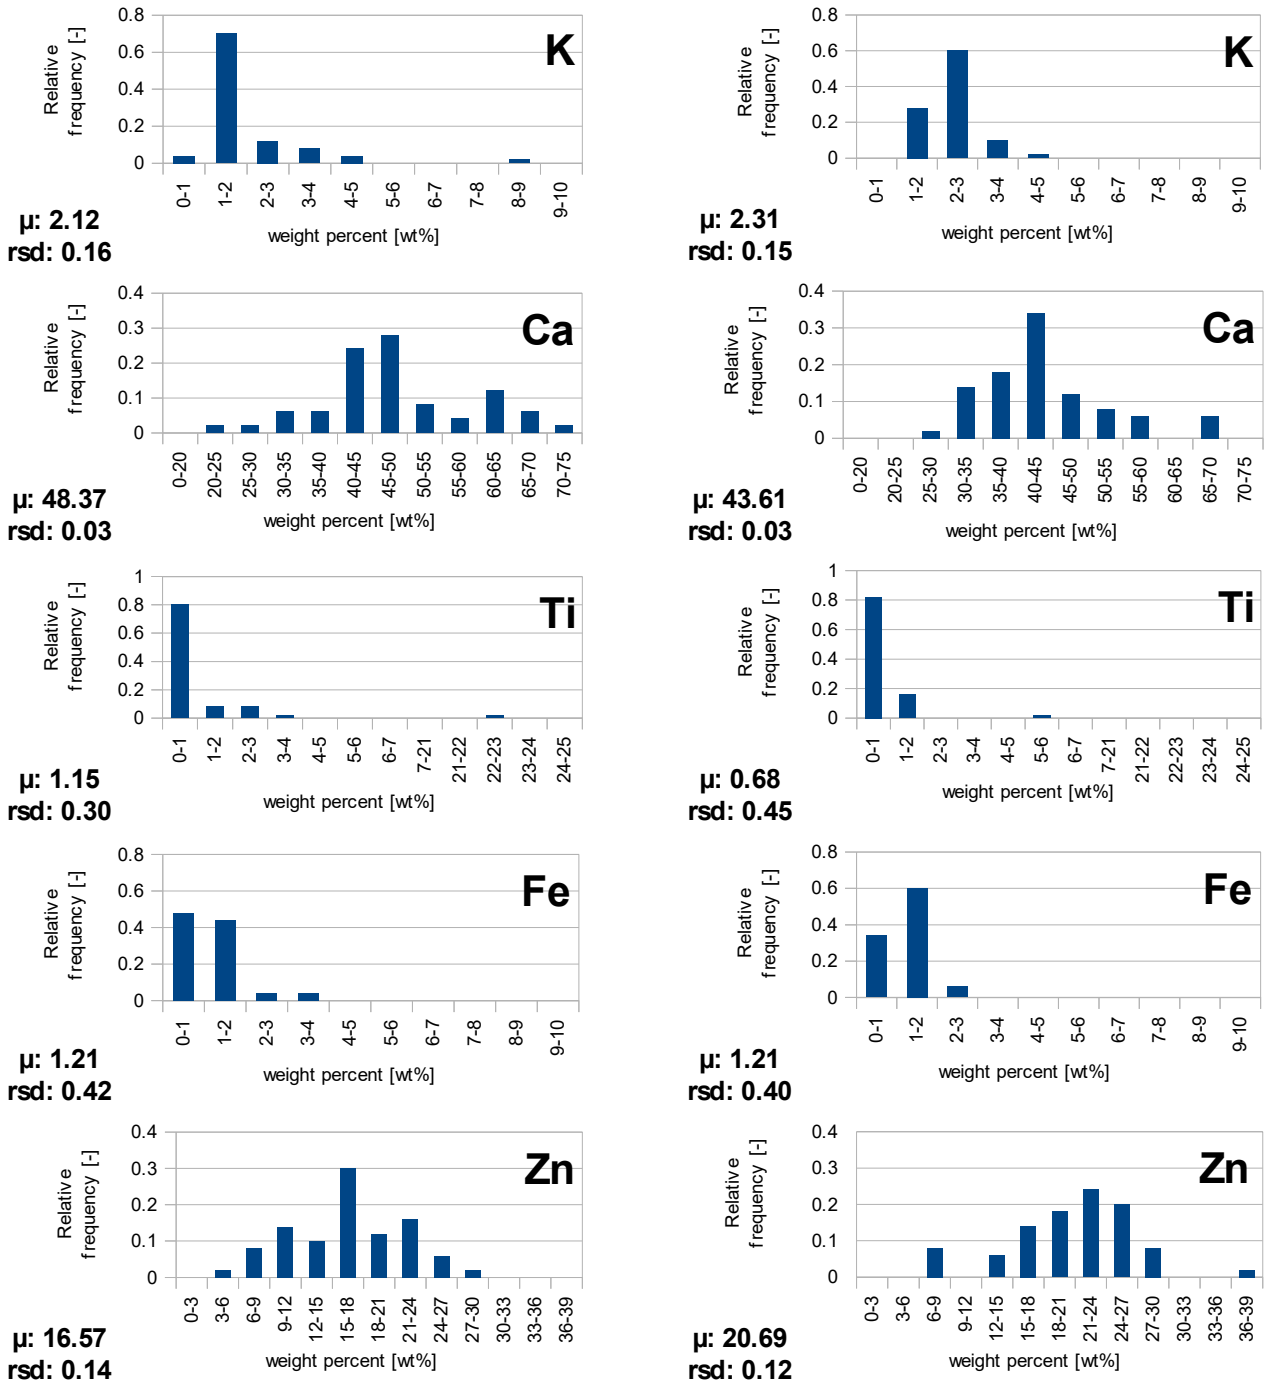 Relative
frequency [-]
0.8
0.6
0.4
0.2
0
K
0-1
1-2
2-3
3-4
4-5
5-6
6-7
7-8
8-9
9-10
µ: 2.12
rsd: 0.16
weight percent [wt%]
Relative
frequency [-]
0.8
0.6
0.4
0.2
0
K
0-1
1-2
2-3
3-4
4-5
5-6
6-7
7-8
8-9
9-10
µ: 2.31
rsd: 0.15
weight percent [wt%]
Relative
frequency [-]
0.4
0.3
0.2
0.1
0
Ca
0-20
20-25
25-30
30-35
35-40
40-45
45-50
50-55
55-60
60-65
65-70
70-75
µ: 48.37
rsd: 0.03
weight percent [wt%]
Relative
frequency [-]
0.4
0.3
0.2
0.1
0
Ca
0-20
20-25
25-30
30-35
35-40
40-45
45-50
50-55
55-60
60-65
65-70
70-75
µ: 43.61
rsd: 0.03
weight percent [wt%]
Relative
frequency [-]
1
0.8
0.6
0.4
0.2
0
Ti
0-1
1-2
2-3
3-4
4-5
5-6
6-7
7-21
21-22
22-23
23-24
24-25
µ: 1.15
rsd: 0.30
weight percent [wt%]
Relative
frequency [-]
1
0.8
0.6
0.4
0.2
0
Ti
0-1
1-2
2-3
3-4
4-5
5-6
6-7
7-21
21-22
22-23
23-24
24-25
µ: 0.68
rsd: 0.45
weight percent [wt%]
Relative
frequency [-]
0.8
0.6
0.4
0.2
0
Fe
0-1
1-2
2-3
3-4
4-5
5-6
6-7
7-8
8-9
9-10
µ: 1.21
rsd: 0.42
weight percent [wt%]
Relative
frequency [-]
0.8
0.6
0.4
0.2
0
Fe
0-1
1-2
2-3
3-4
4-5
5-6
6-7
7-8
8-9
9-10
µ: 1.21
rsd: 0.40
weight percent [wt%]
Relative
frequency [-]
0.4
0.3
0.2
0.1
0
Zn
0-3
3-6
6-9
9-12
12-15
15-18
18-21
21-24
24-27
27-30
30-33
33-36
36-39
µ: 16.57
rsd: 0.14
weight percent [wt%]
Relative
frequency [-]
0.4
0.3
0.2
0.1
0
Zn
0-3
3-6
6-9
9-12
12-15
15-18
18-21
21-24
24-27
27-30
30-33
33-36
36-39
µ: 20.69
rsd: 0.12
weight percent [wt%]